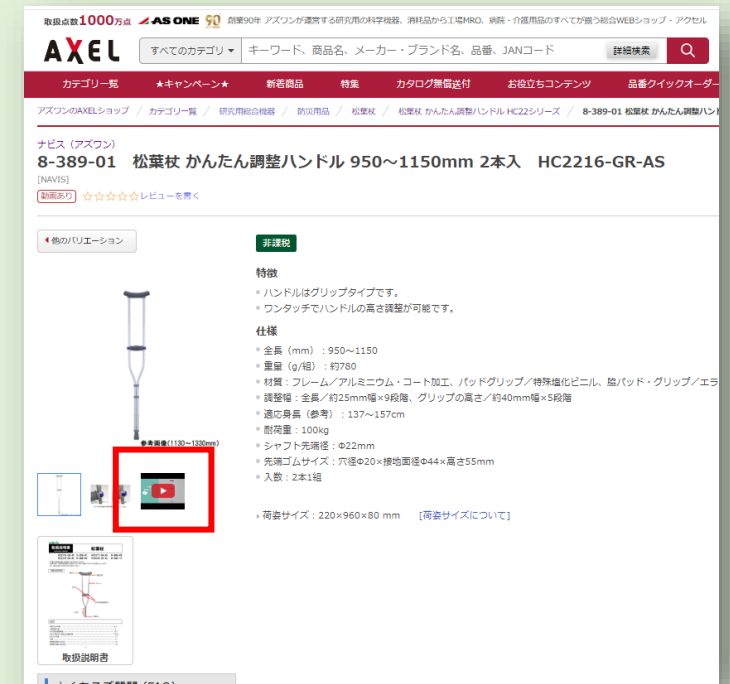 取扱点数1000万点 AS ONE 90 創業90年 アズワンが運営する研究用の科学機器、消耗品から工場MRO、病院・介護用品のすべてが揃う総合WEBショップ - アクセル
AXEL すべてのカテゴリ キーワード、商品名、メーカー・ブランド名、品番、JANコード 詳細検索
カテゴリ一覧 ★キャンペーン★ 新着商品 特集 カタログ無償送付 お役立ちコンテンツ 品番クイックオーダー
アズワンのAXELショップ / カテゴリ一覧 / 研究用総合機器 / 防災用品 / 松葉杖 / 松葉杖 かんたん調整ハンドル HC22シリーズ / 8-389-01 松葉杖 かんたん調整ハント
ナビス（アズワン）
8-389-01 松葉杖 かんたん調整ハンドル 950～1150mm 2本入 HC2216-GR-AS
[NAVIS]
動画あり ☆☆☆☆☆レビューを書く
他のバリエーション
非課税
特徴
ハンドルはグリップタイプです。
ワンタッチでハンドルの高さ調整が可能です。
仕様
全長（mm）：950～1150
重量（g/組）：約780
材質：フレーム／アルミニウム・コート加工、パッドグリップ／特殊塩化ビニル、脇パッド・グリップ／エラ
調整幅：全長／約25mm幅×9段階、グリップの高さ／約40mm幅×5段階
適応身長（参考）：137～157cm
耐荷重：100kg
シャフト先端径：Φ22mm
先端ゴムサイズ：穴径Φ20×接地面径Φ44×高さ55mm
入数：2本1組
荷姿サイズ：220×960×80 mm [荷姿サイズについて]
参考画像(1130～1330mm)
取扱説明書 松葉杖
取扱説明書